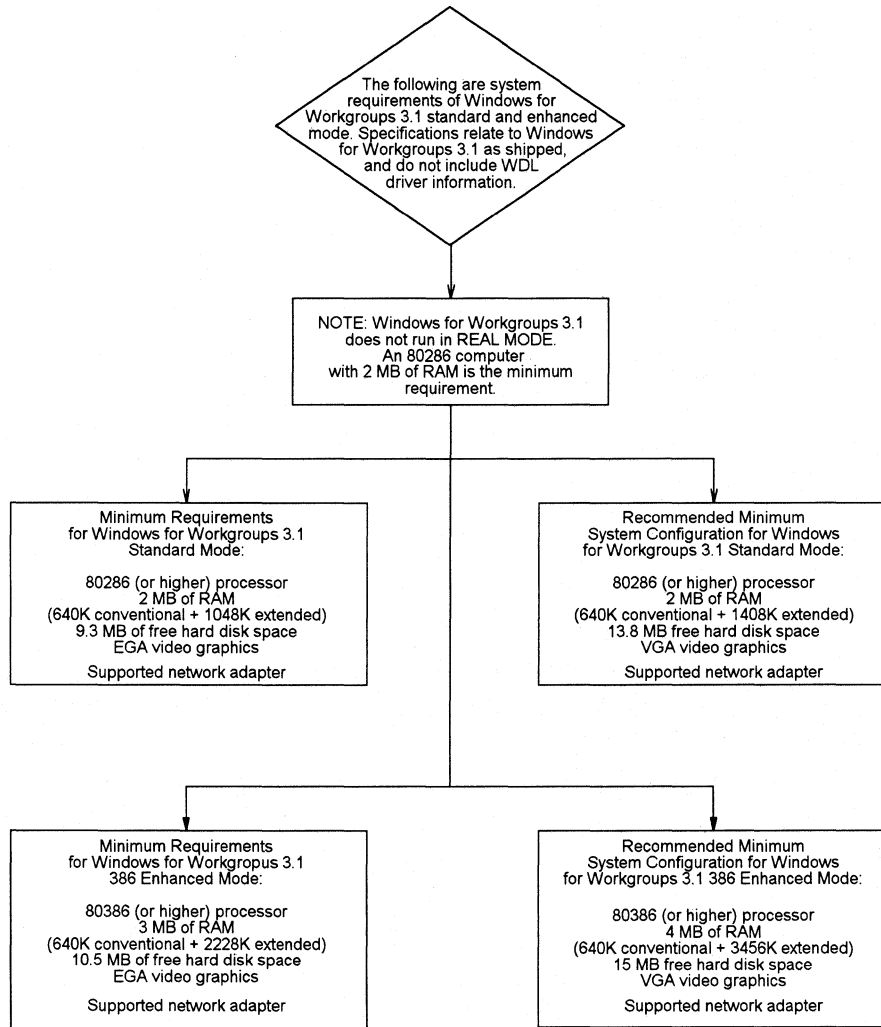 The following are system
requirements of Windows for
Workgroups 3.1 standard and enhanced
mode. Specifications relate to Windows
for Workgroups 3.1 as shipped,
and do not include WDL
driver information.
NOTE: Windows for Workgroups 3.1
does not run in REAL MODE.
An 80286 computer
with 2 MB of RAM is the minimum
requirement.
Minimum Requirements
for Windows for Workgroups 3.1
Standard Mode:
80286 (or higher) processor
2 MB of RAM
(640K conventional + 1048K extended)
9.3 MB of free hard disk space
EGA video graphics
Supported network adapter
Recommended Minimum
System Configuration for Windows
for Workgroups 3.1 Standard Mode:
80286 (or higher) processor
2 MB of RAM
(640K conventional + 1408K extended)
13.8 MB free hard disk space
VGA video graphics
Supported network adapter
Minimum Requirements
for Windows for Workgropus 3.1
386 Enhanced Mode:
80386 (or higher) processor
3 MB of RAM
(640K conventional + 2228K extended)
10.5 MB of free hard disk space
EGA video graphics
Supported network adapter
Recommended Minimum
System Configuration for Windows
for Workgroups 3.1 386 Enhanced Mode:
80386 (or higher) processor
4 MB of RAM
(640K conventional + 3456K extended)
15 MB free hard disk space
VGA video graphics
Supported network adapter